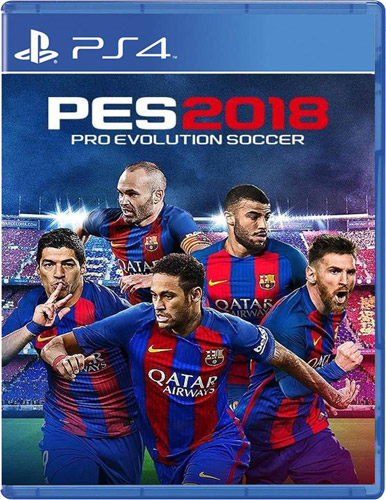 PS4
PES2018
PRO EVOLUTION SOCCER
QATAR
AIRWAYS
QATAR
AIRWAYS
QATAR
AIRWAYS